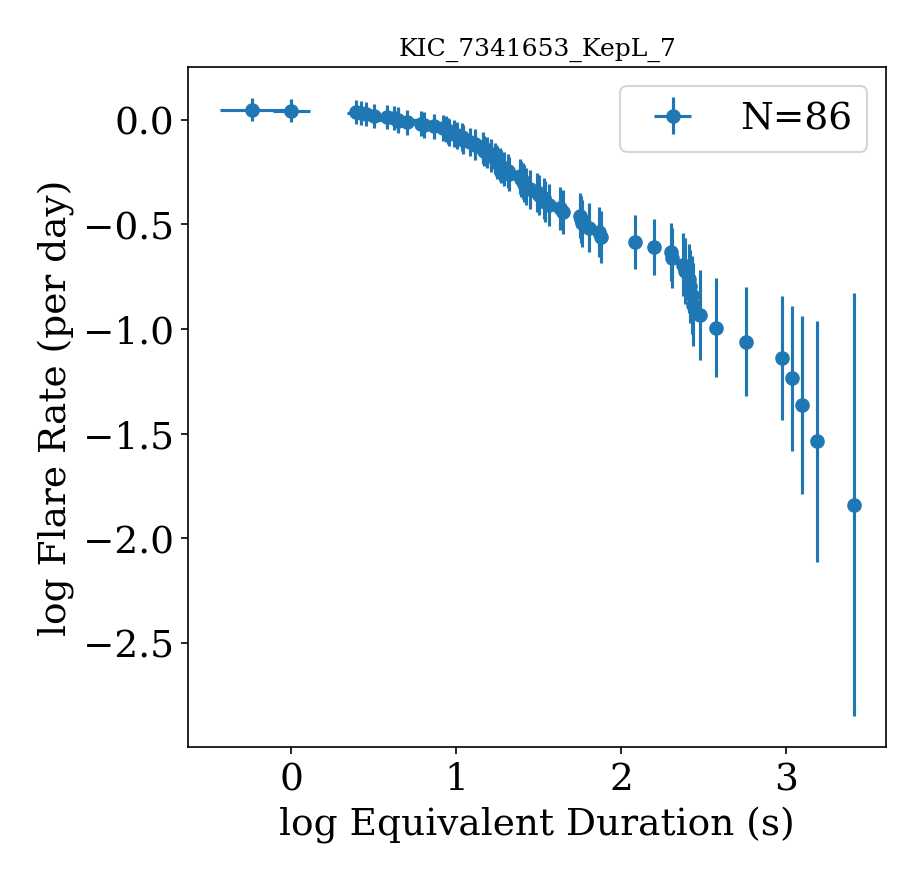 KIC_7341653_KepL_7
N=86
log Flare Rate (per day)
0.0
−0.5
−1.0
−1.5
−2.0
−2.5
0 1 2 3
log Equivalent Duration (s)